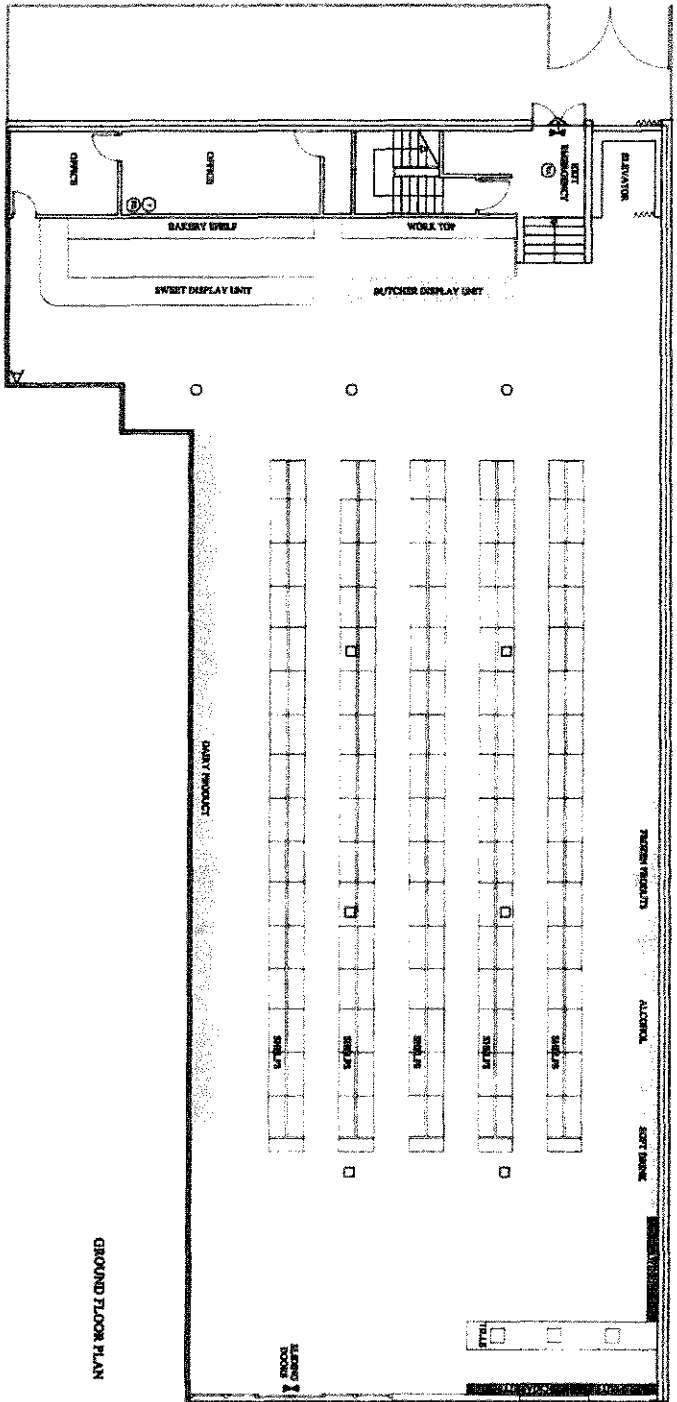 ELEVATOR
EXIT
EMERGENCY
OFFICE
OFFICE
BAKERY SHELF
WORK TOP
SWEET DISPLAY UNIT
BUTCHER DISPLAY UNIT
DAIRY PRODUCT
FROZEN PRODUTS
ALCOHOL
SOFT DRINK
SHELFS
SHELFS
SHELFS
SHELFS
SHELFS
TILLS
SLIDING
DOORS
GROUND FLOOR PLAN